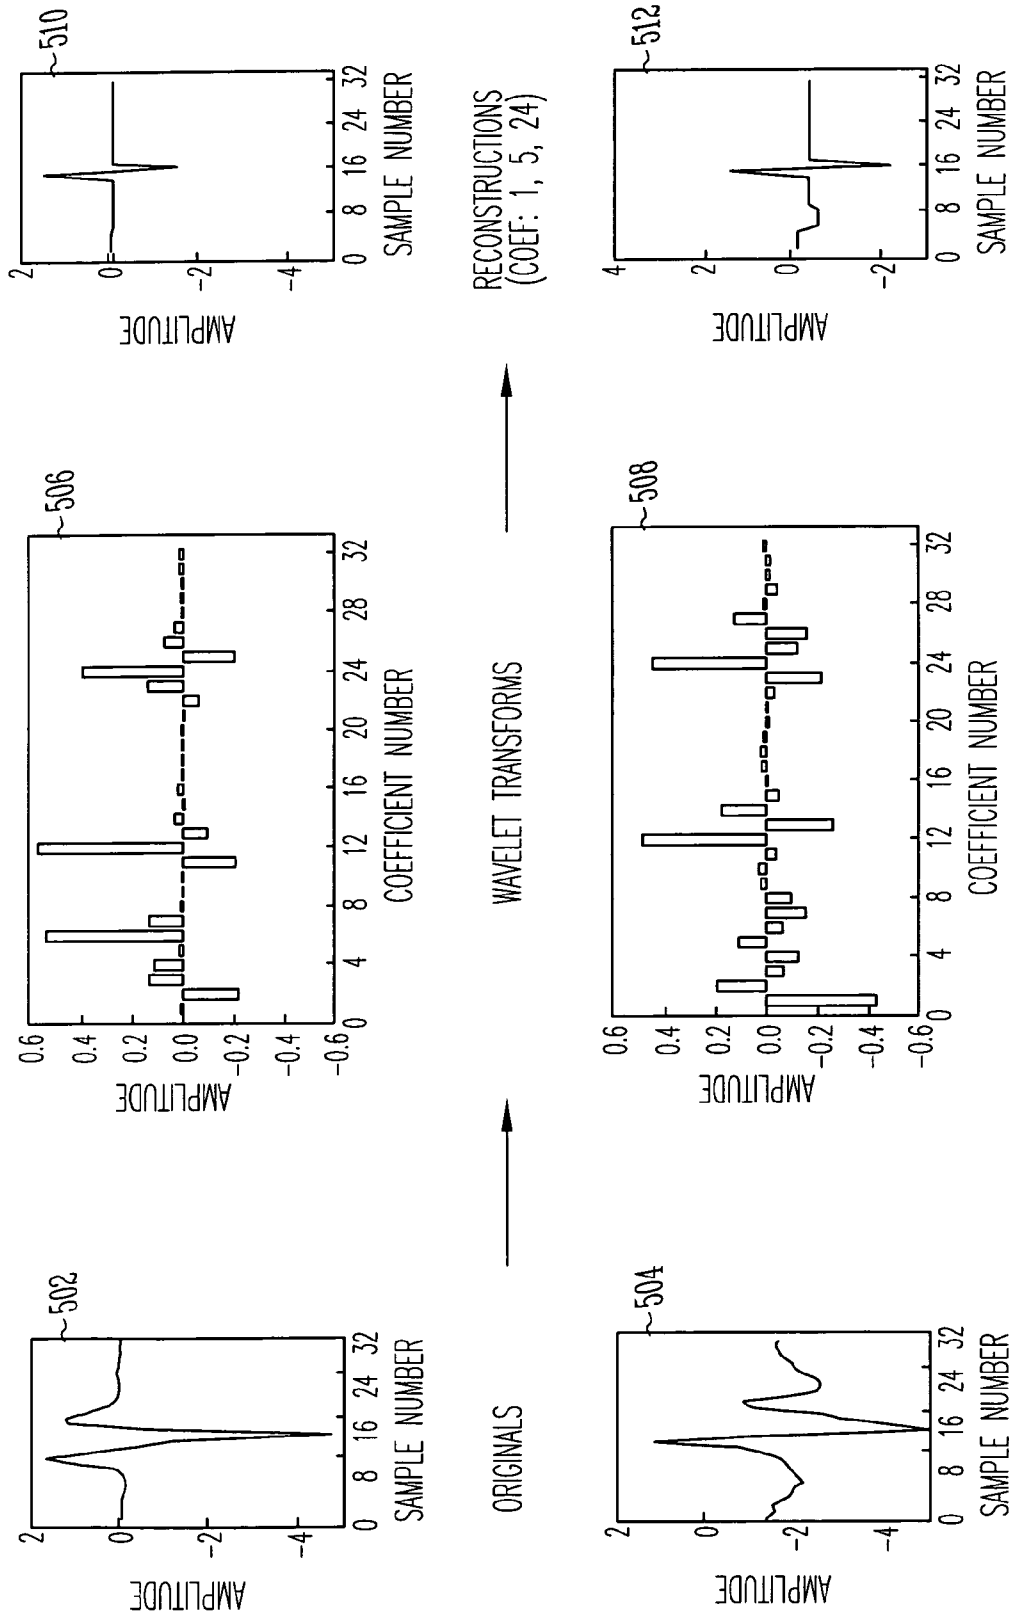 502
2
0
-2
-4
AMPLITUDE
0 8 16 24 32
SAMPLE NUMBER
506
0.6
0.4
0.2
0.0
-0.2
-0.4
-0.6
AMPLITUDE
0 4 8 12 16 20 24 28 32
COEFFICIENT NUMBER
510
2
0
-2
-4
AMPLITUDE
0 8 16 24 32
SAMPLE NUMBER
ORIGINALS
WAVELET TRANSFORMS
RECONSTRUCTIONS
(COEF: 1, 5, 24)
504
2
0
-2
-4
AMPLITUDE
0 8 16 24 32
SAMPLE NUMBER
508
0.6
0.4
0.2
0.0
-0.2
-0.4
-0.6
AMPLITUDE
0 4 8 12 16 20 24 28 32
COEFFICIENT NUMBER
512
4
2
0
-2
AMPLITUDE
0 8 16 24 32
SAMPLE NUMBER